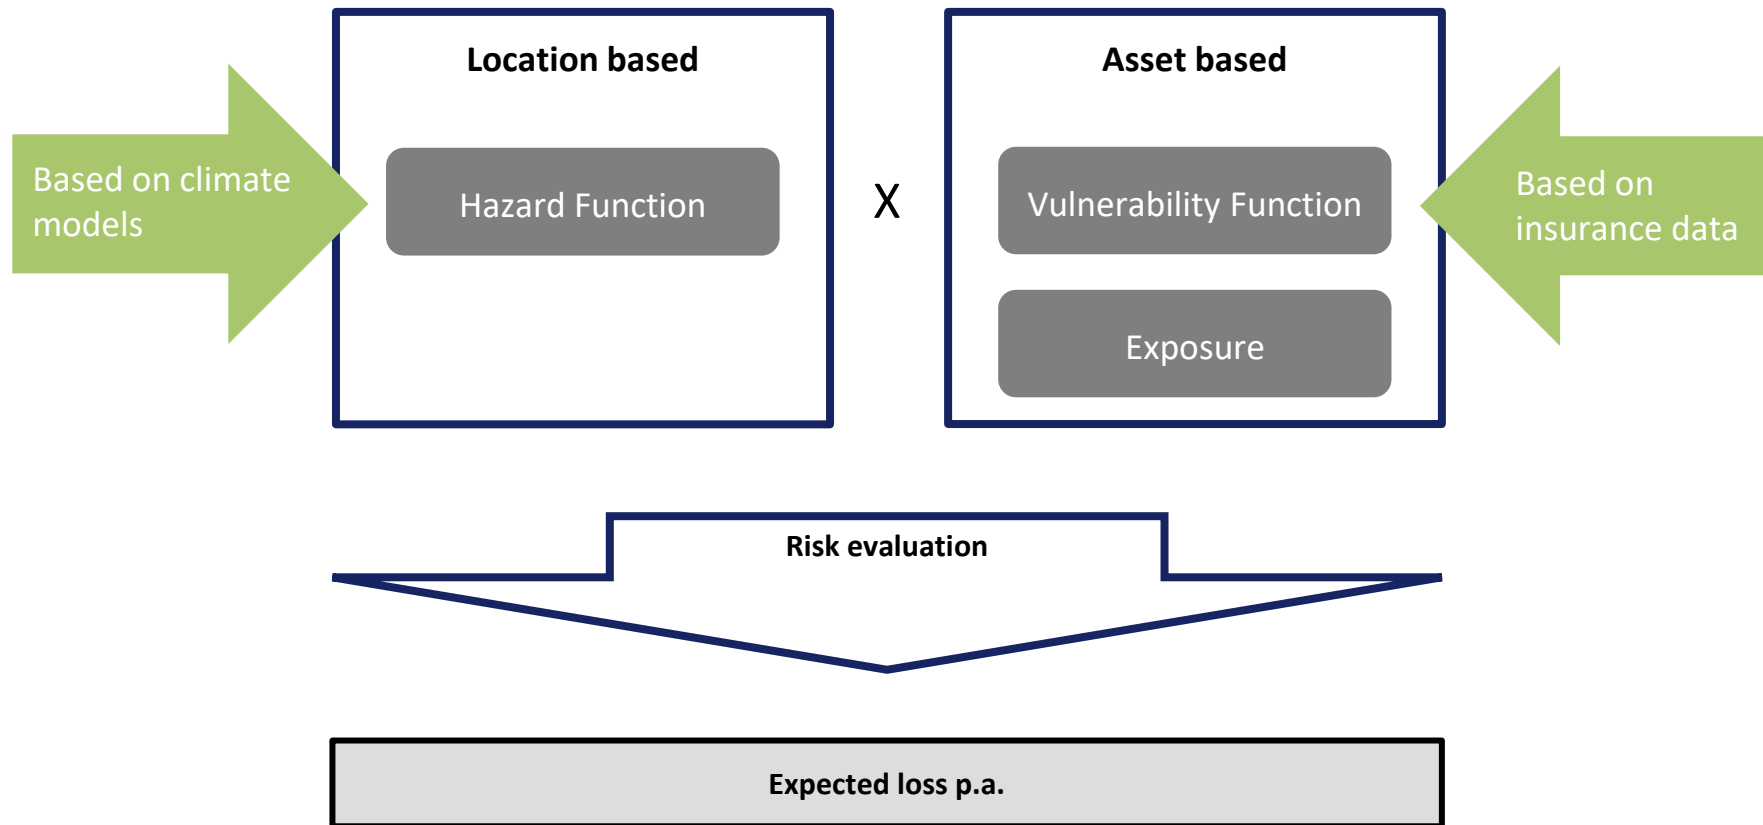 Location based
Asset based
Based on climate
models
Hazard Function
X
Vulnerability Function
Based on
insurance data
Exposure
Risk evaluation
Expected loss p.a.